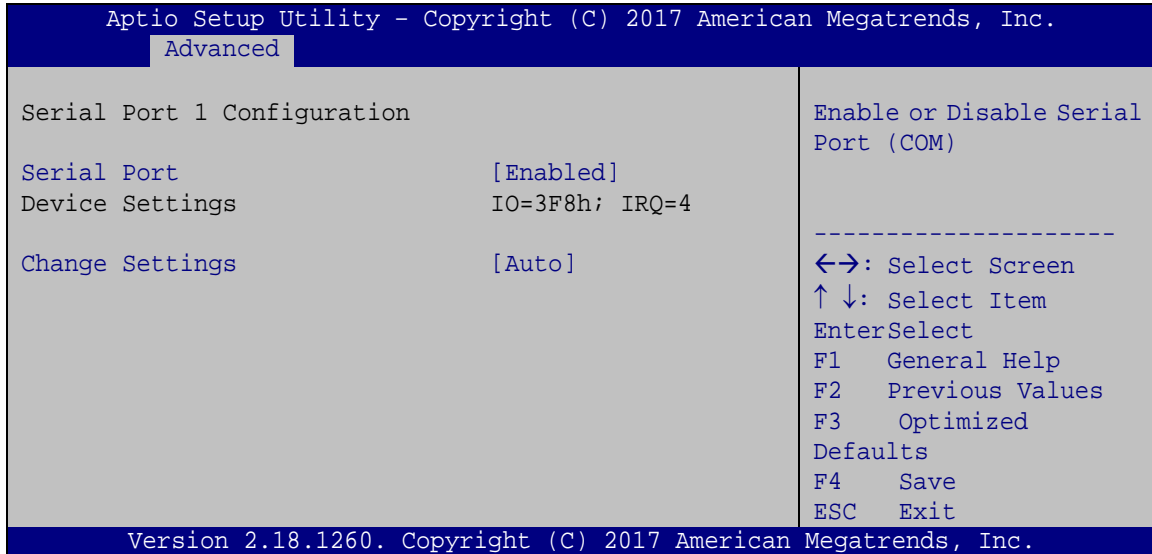 Aptio Setup Utility – Copyright (C) 2017 American Megatrends, Inc.
Advanced
Serial Port 1 Configuration
Serial Port [Enabled]
Device Settings IO=3F8h; IRQ=4
Change Settings [Auto]
Enable or Disable Serial
Port (COM)
---------------------
←→: Select Screen
↑ ↓: Select Item
EnterSelect
F1 General Help
F2 Previous Values
F3 Optimized
Defaults
F4 Save
ESC Exit
Version 2.18.1260. Copyright (C) 2017 American Megatrends, Inc.